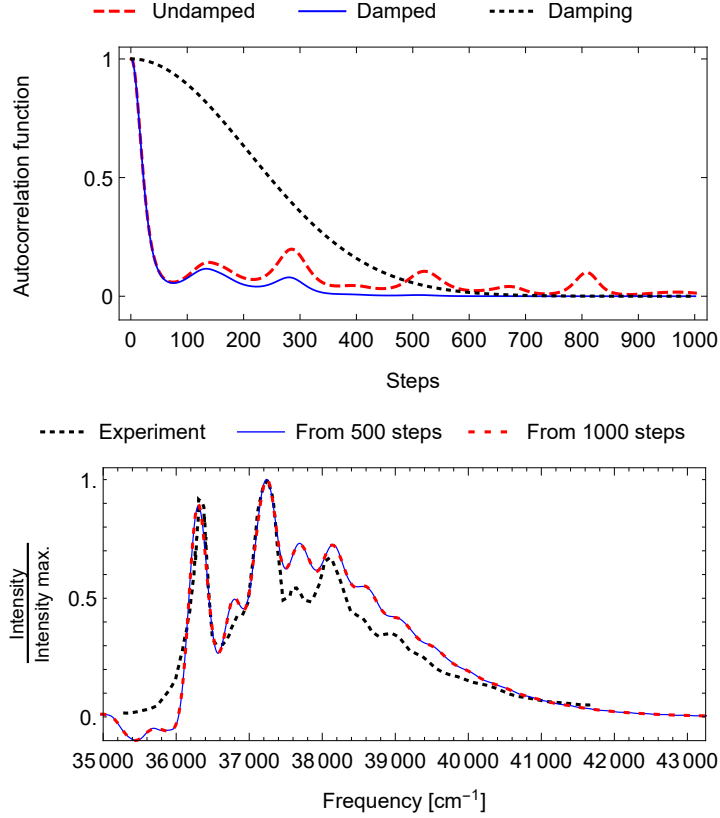 Undamped Damped Damping
1
0.5
0
Autocorrelation function
0 100 200 300 400 500 600 700 800 900 1000
Steps
Experiment From 500 steps From 1000 steps
1.
0.5
0.
Intensity
Intensity max.
35 000 36 000 37 000 38 000 39 000 40 000 41 000 42 000 43 000
Frequency [cm⁻¹]